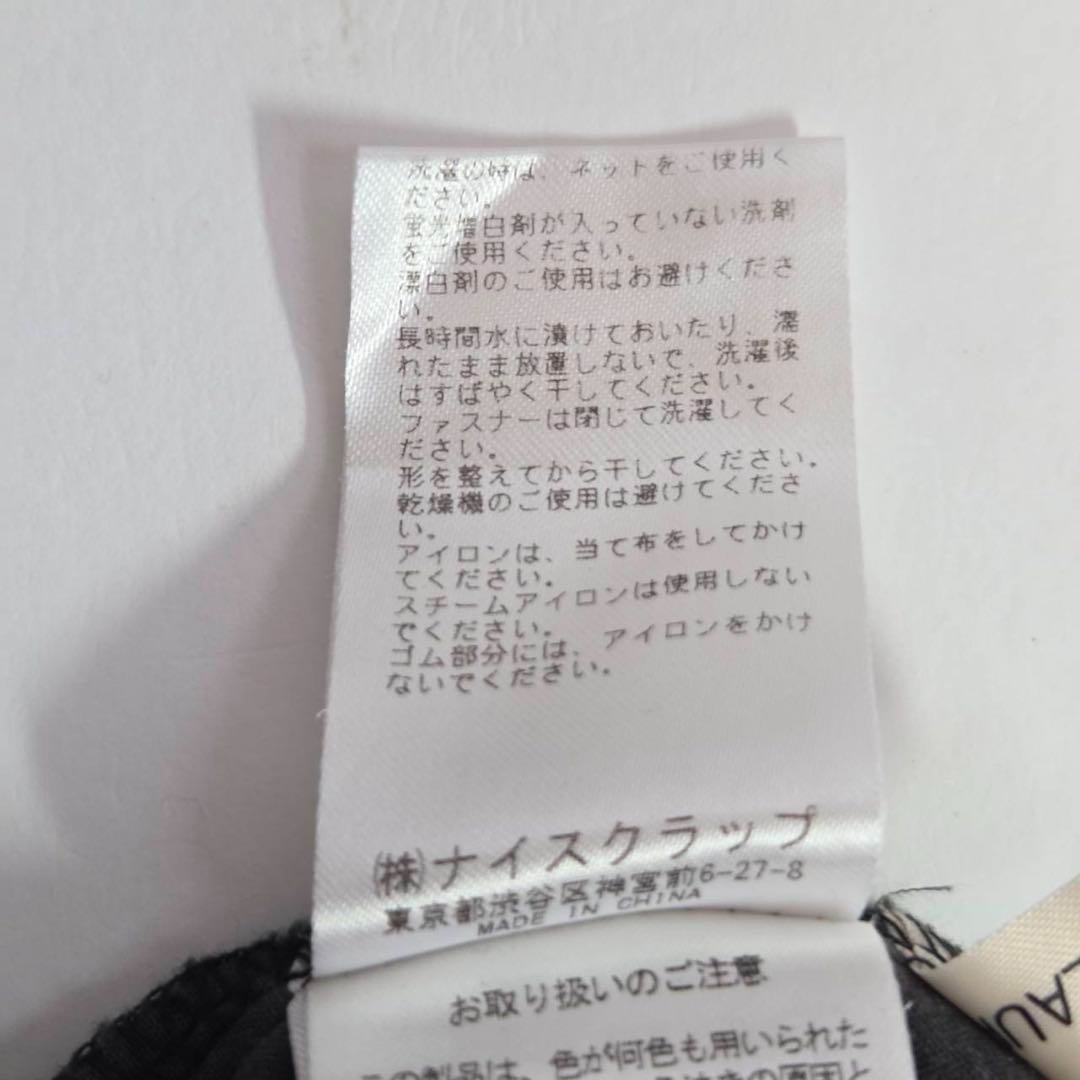 洗濯の時は、ネットをご使用く
ださい。
蛍光増白剤が入っていない洗剤
をご使用ください。
漂白剤のご使用はお避けくださ
い。
長時間水に漬けておいたり、濡
れたまま放置しないで、洗濯後
はすばやく干してください。
ファスナーは閉じて洗濯してく
ださい。
形を整えてから干してください。
乾燥機のご使用は避けてくださ
い。
アイロンは、当て布をしてかけ
てください。
スチームアイロンは使用しない
でください。
ゴム部分には、アイロンをかけ
ないでください。
㈱ナイスクラップ
東京都渋谷区神宮前6-27-8
MADE IN CHINA
お取り扱いのご注意
この製品は、色が何色も用いられた
の原因と
LAU